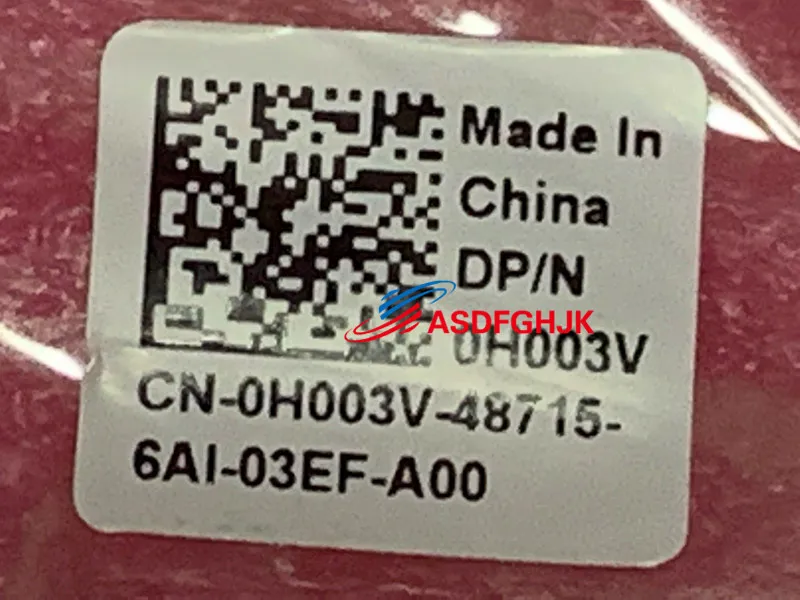 Made In
China
DP/N
ASDFGHJK
0H003V
CN-0H003V-48715-
6AI-03EF-A00